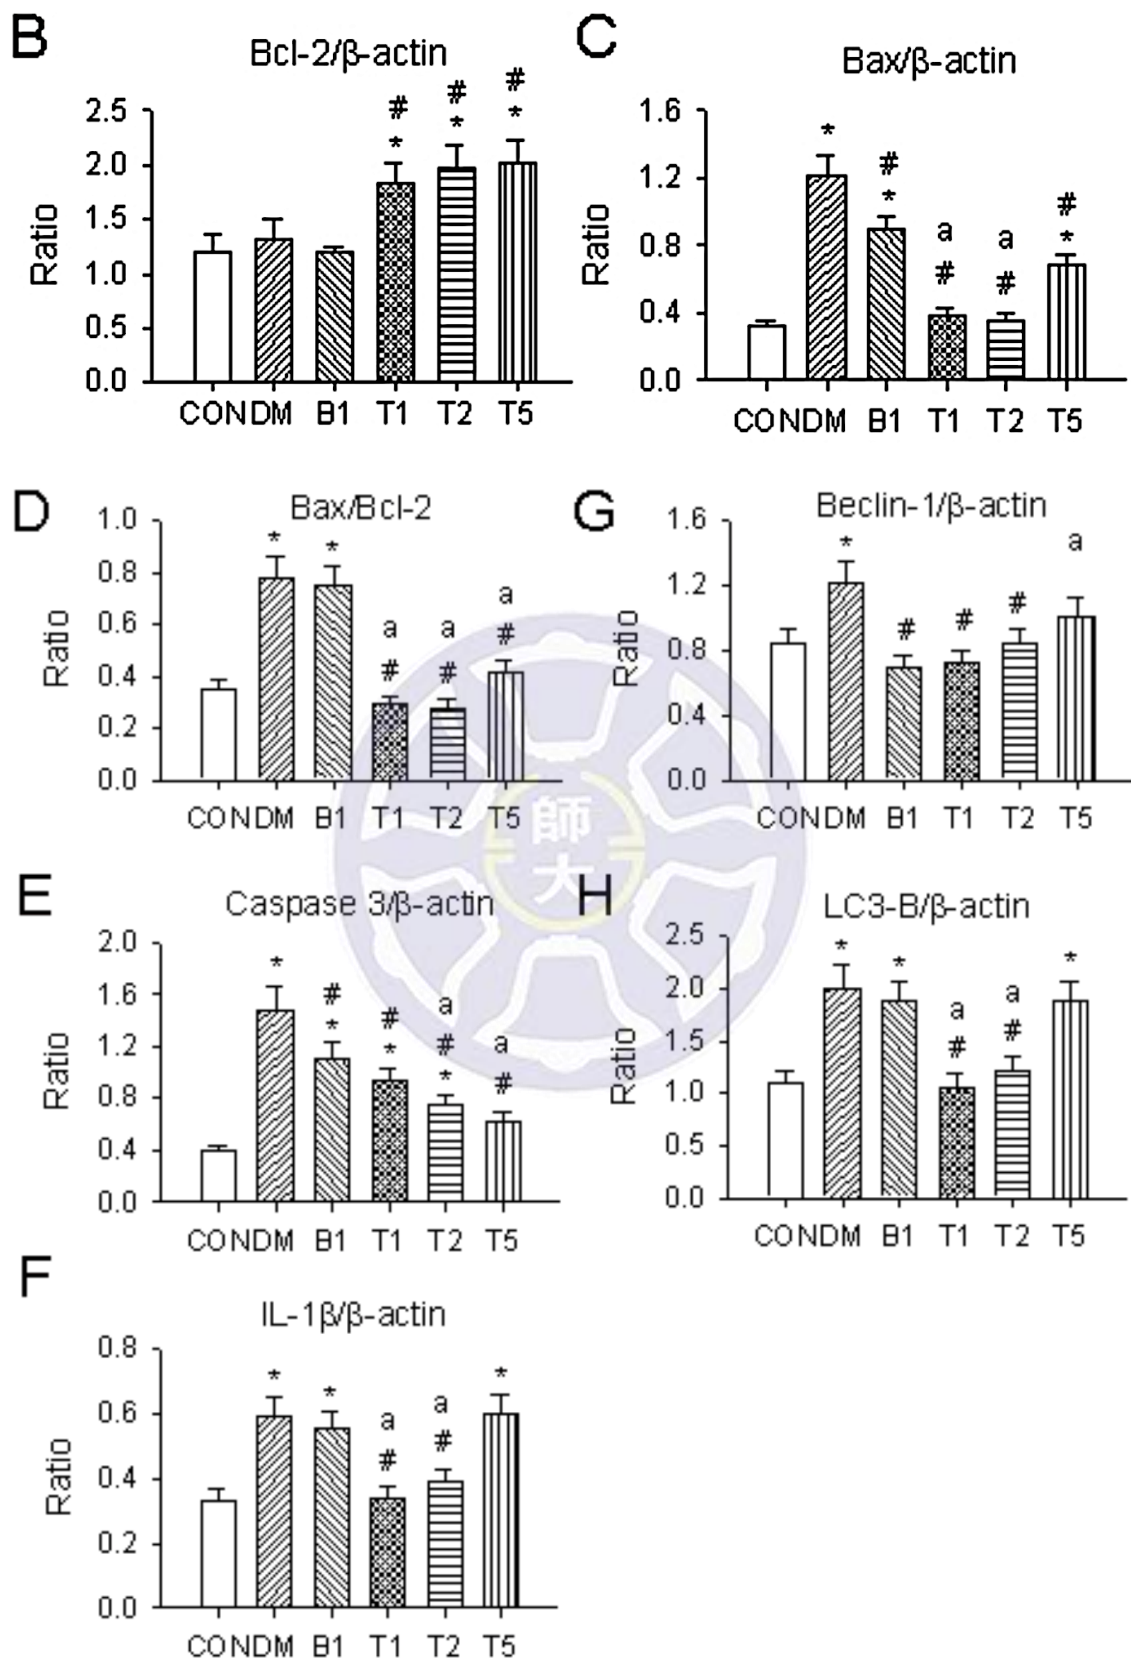 B
Bcl-2/β-actin
# # #
* * *
2.5
2.0
1.5
1.0
0.5
0.0
Ratio
CON DM B1 T1 T2 T5
C
Bax/β-actin
*
#
*
a
#
a
#
#
*
1.6
1.2
0.8
0.4
0.0
Ratio
CON DM B1 T1 T2 T5
D
Bax/Bcl-2
*
*
a
#
a
#
a
#
1.0
0.8
0.6
0.4
0.2
0.0
Ratio
CON DM B1 T1 T2 T5
G
Beclin-1/β-actin
*
#
#
#
a
1.6
1.2
0.8
0.4
0.0
Ratio
CON DM B1 T1 T2 T5
師
大
E
Caspase 3/β-actin
*
#
*
#
*
a
#
*
a
#
2.0
1.6
1.2
0.8
0.4
0.0
Ratio
CON DM B1 T1 T2 T5
H
LC3-B/β-actin
*
*
a
#
a
#
*
2.5
2.0
1.5
1.0
0.5
0.0
Ratio
CON DM B1 T1 T2 T5
F
IL-1β/β-actin
*
*
a
#
a
#
*
0.8
0.6
0.4
0.2
0.0
Ratio
CON DM B1 T1 T2 T5